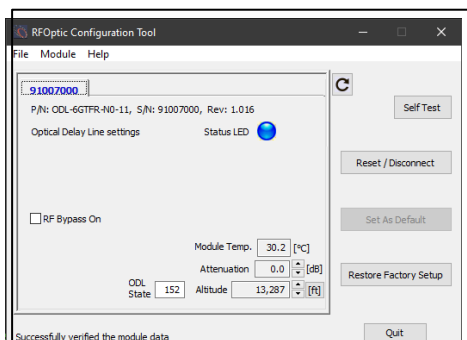 RFOptic Configuration Tool
File Module Help
91007000
P/N: ODL-6GTFR-N0-11, S/N: 91007000, Rev: 1.016
Self Test
Optical Delay Line settings
Status LED
Reset / Disconnect
RF Bypass On
Set As Default
Module Temp. 30.2 [ºC]
Attenuation 0.0 [dB]
Restore Factory Setup
ODL State 152 Altitude 13,287 [ft]
Successfully verified the module data
Quit